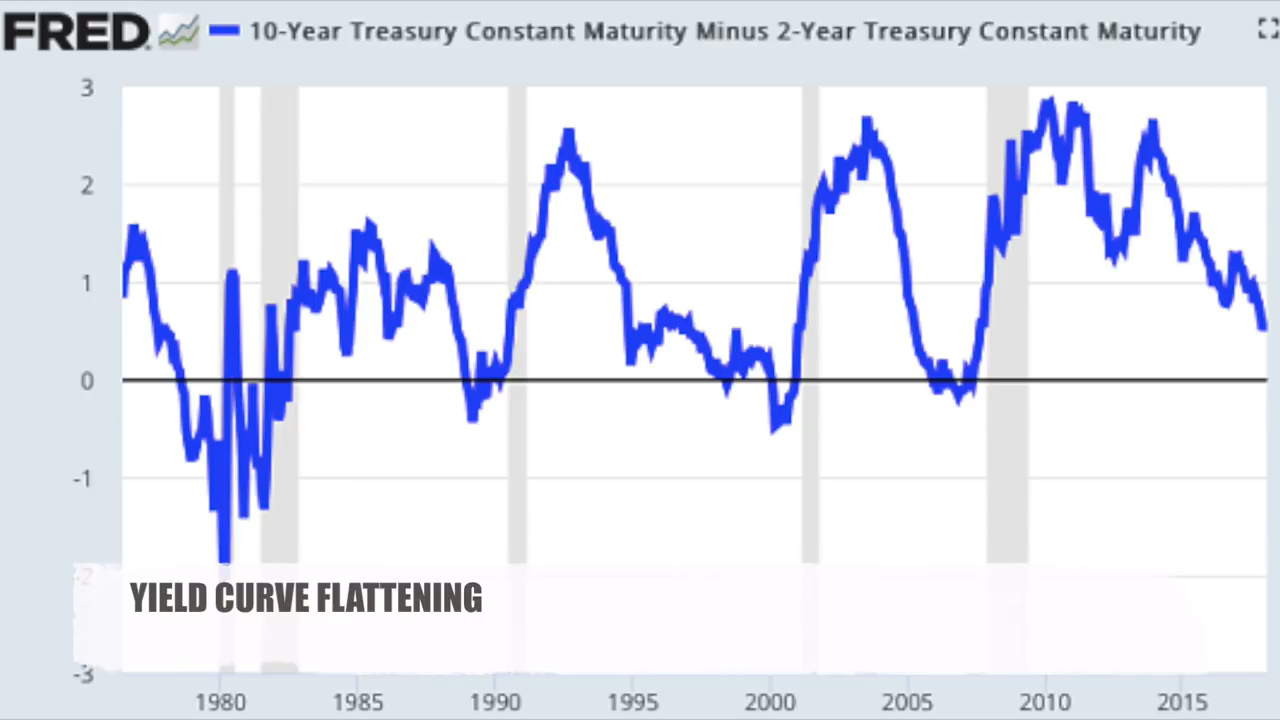 FRED
10-Year Treasury Constant Maturity Minus 2-Year Treasury Constant Maturity
3
2
1
0
-1
-2
-3
YIELD CURVE FLATTENING
1980 1985 1990 1995 2000 2005 2010 2015